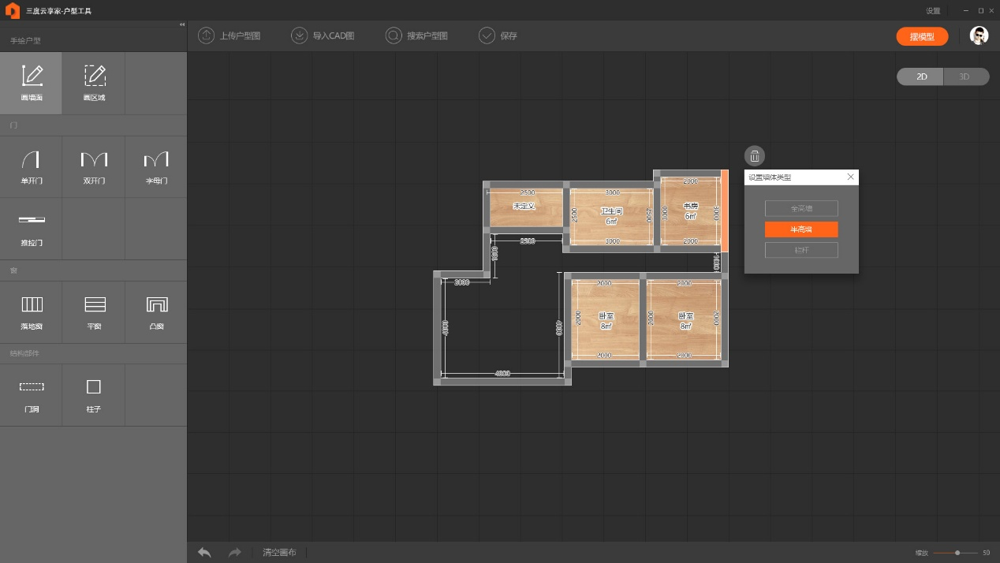 三度云享家-户型工具
设置
手绘户型
上传户型图
导入CAD图
搜索户型图
保存
摆模型
画墙面
画区域
2D
3D
门
单开门
双开门
字母门
推拉门
窗
落地窗
平窗
凸窗
结构部件
门洞
柱子
设置墙体类型
全高墙
半高墙
栏杆
2500
未定义
2500
3000
2500
卫生间
6㎡
2500
3000
2000
3000
书房
6㎡
3000
2000
1500
1000
2000
4000
6000
4000
2000
2000
卧室
8㎡
2000
2000
2000
卧室
8㎡
2000
2000
清空画布
缩放
50